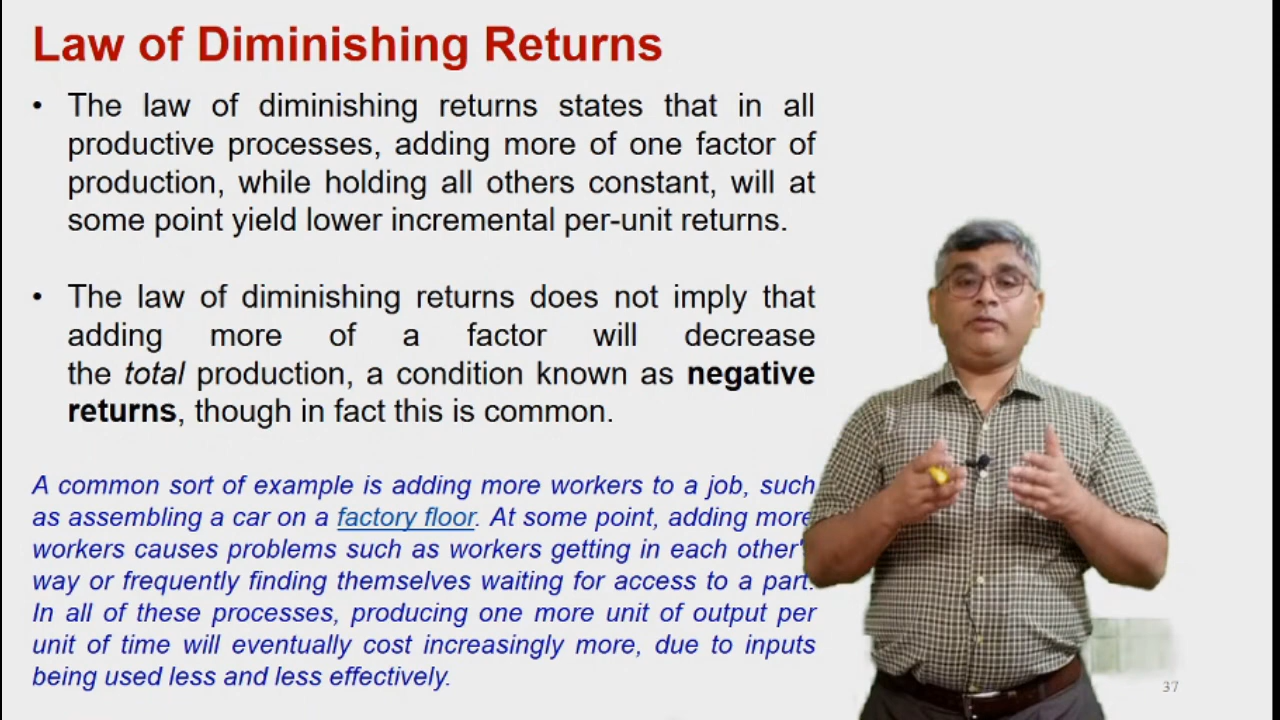 Law of Diminishing Returns
• The law of diminishing returns states that in all
productive processes, adding more of one factor of
production, while holding all others constant, will at
some point yield lower incremental per-unit returns.
• The law of diminishing returns does not imply that
adding more of a factor will decrease
the total production, a condition known as negative
returns, though in fact this is common.
A common sort of example is adding more workers to a job, such
as assembling a car on a factory floor. At some point, adding more
workers causes problems such as workers getting in each other'
way or frequently finding themselves waiting for access to a part.
In all of these processes, producing one more unit of output per
unit of time will eventually cost increasingly more, due to inputs
being used less and less effectively.
37